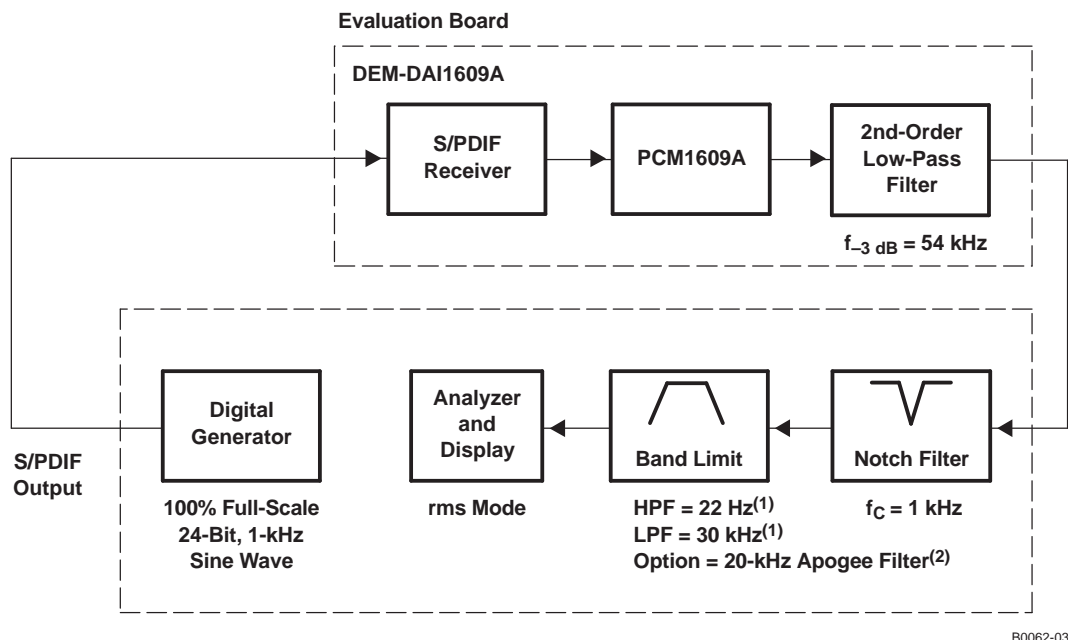 Evaluation Board
DEM-DAI1609A
S/PDIF
Receiver
PCM1609A
2nd-Order
Low-Pass
Filter
f–3 dB = 54 kHz
S/PDIF
Output
Digital
Generator
100% Full-Scale
24-Bit, 1-kHz
Sine Wave
Analyzer
and
Display
rms Mode
Band Limit
HPF = 22 Hz(1)
LPF = 30 kHz(1)
Option = 20-kHz Apogee Filter(2)
Notch Filter
fC = 1 kHz
B0062-03